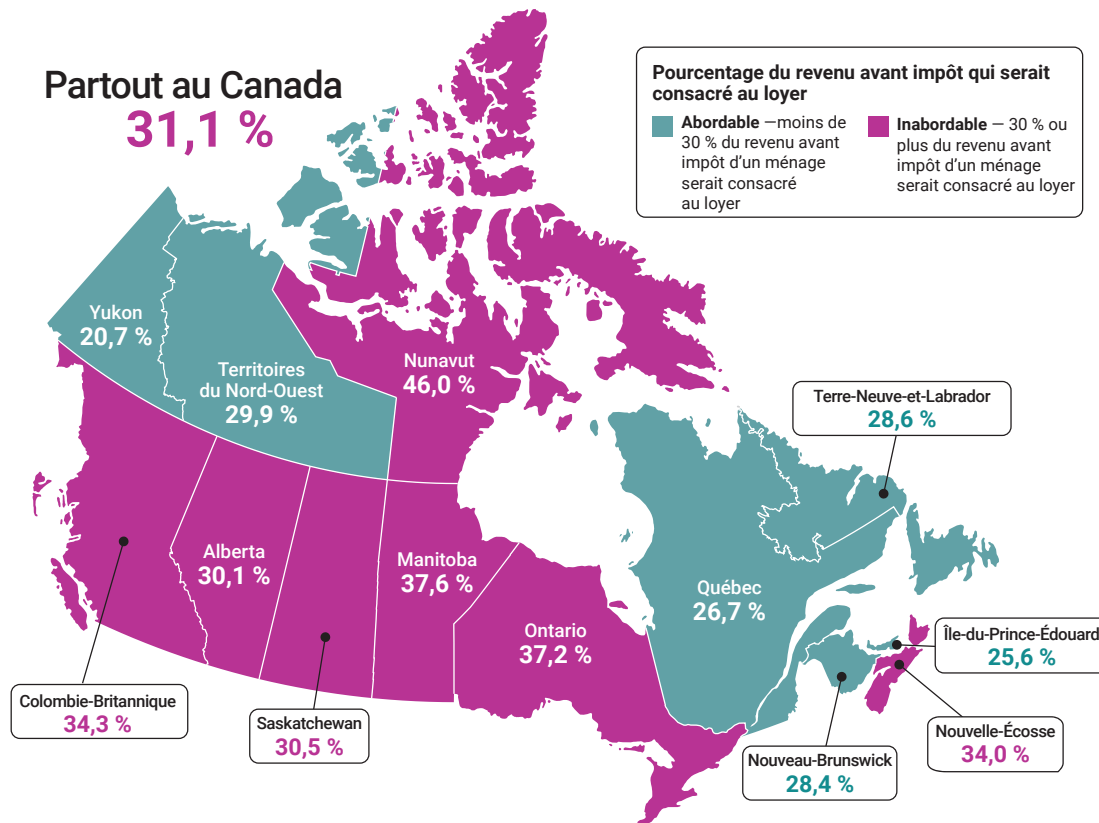 Partout au Canada
31,1 %
Pourcentage du revenu avant impôt qui serait
consacré au loyer
Abordable —moins de
30 % du revenu avant
impôt d’un ménage
serait consacré
au loyer
Inabordable — 30 % ou
plus du revenu avant
impôt d’un ménage
serait consacré au loyer
Yukon
20,7 %
Territoires
du Nord-Ouest
29,9 %
Nunavut
46,0 %
Terre-Neuve-et-Labrador
28,6 %
Alberta
30,1 %
Manitoba
37,6 %
Québec
26,7 %
Ontario
37,2 %
Île-du-Prince-Édouard
25,6 %
Colombie-Britannique
34,3 %
Saskatchewan
30,5 %
Nouvelle-Écosse
34,0 %
Nouveau-Brunswick
28,4 %